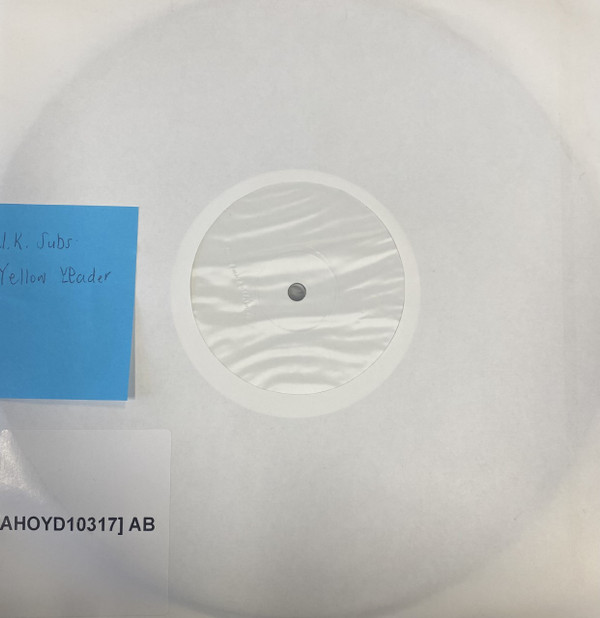 U.K. Subs
Yellow Leader
AHOYD10317] AB